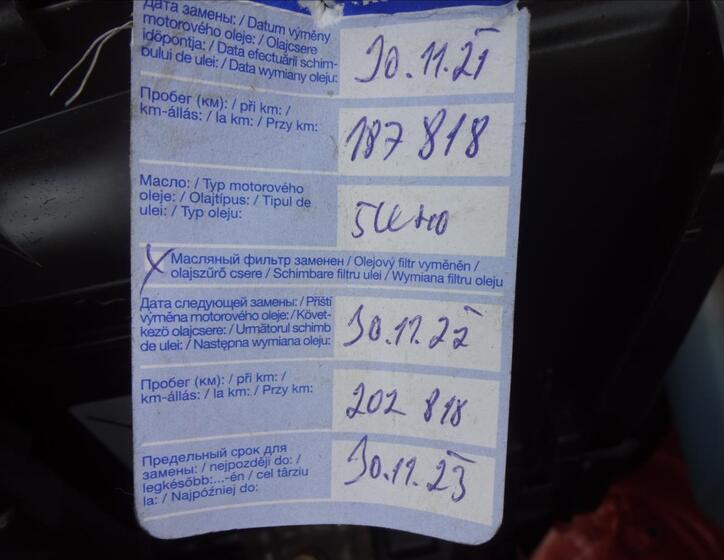 Дата замены: / Datum výměny
motorového oleje: / Olajcsere
időpontja: / Data efectuării schim-
bului de ulei: / Data wymiany oleju:
30.11.21
Пробег (км): / při km: /
km-állás: / la km: / Przy km:
187 818
Масло: / Typ motorového
oleje: / Olajtípus: / Tipul de
ulei: / Typ oleju:
5W40
X Масляный фильтр заменен / Olejový filtr vyměněn /
olajszűrő csere / Schimbare filtru ulei / Wymiana filtru oleju
Дата следующей замены: / Příští
výměna motorového oleje: / Követ-
kező olajcsere: / Următorul schimb
de ulei: / Następna wymiana oleju:
30.11.22
Пробег (км): / při km: /
km-állás: / la km: / Przy km:
202 818
Предельный срок для
замены: / nejpozději do: /
legkésőbb:...-én / cel târziu
la: / Najpóźniej do:
30.11.23